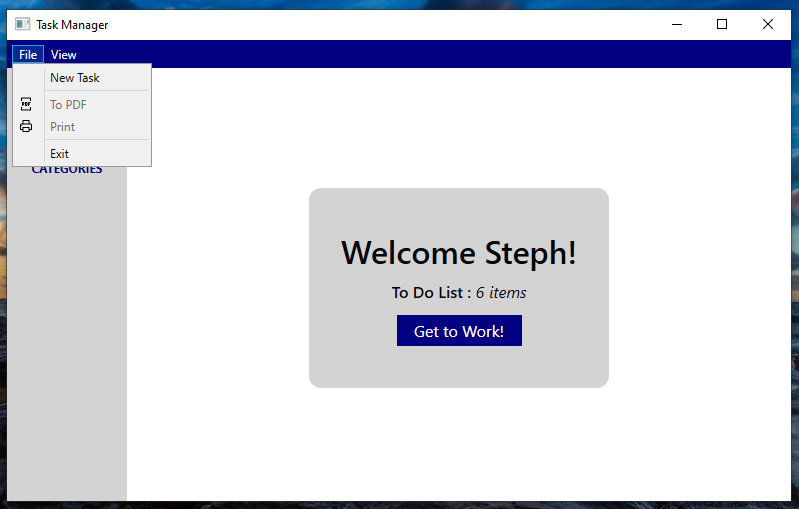 Task Manager
File View
New Task
PDF To PDF
Print
Exit
CATEGORIES
Welcome Steph!
To Do List : 6 items
Get to Work!